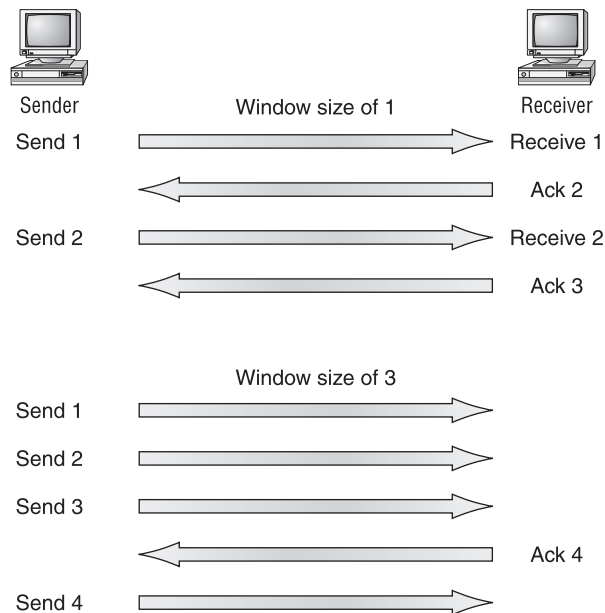 Sender Window size of 1 Receiver
Send 1 Receive 1
Ack 2
Send 2 Receive 2
Ack 3
Window size of 3
Send 1
Send 2
Send 3
Ack 4
Send 4